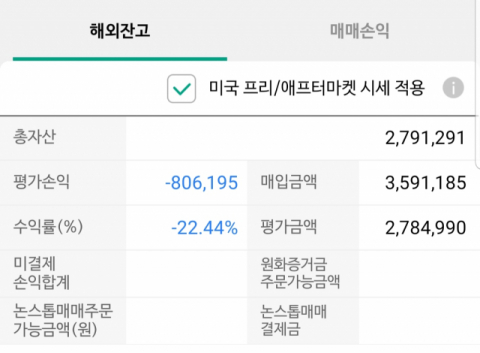 해외잔고 매매손익
미국 프리/애프터마켓 시세 적용
총자산 2,791,291
평가손익 -806,195 매입금액 3,591,185
수익률(%) -22.44% 평가금액 2,784,990
미결제 원화증거금
손익합계 주문가능금액
논스톱매매주문 논스톱매매
가능금액(원) 결제금